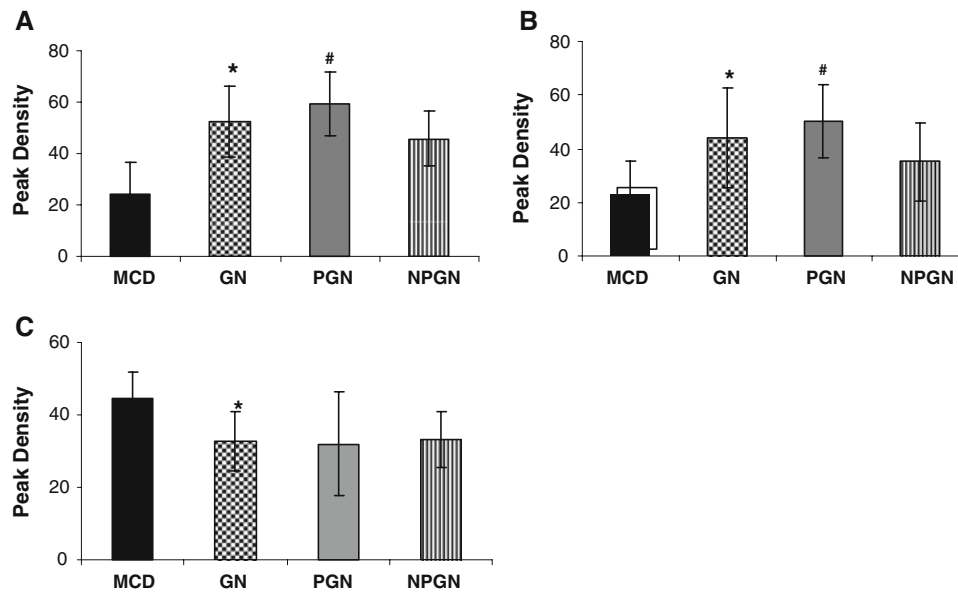 A
Peak Density
80
60
40
20
0
*
#
MCD GN PGN NPGN
B
Peak Density
80
60
40
20
0
*
#
MCD GN PGN NPGN
C
Peak Density
60
40
20
0
*
MCD GN PGN NPGN